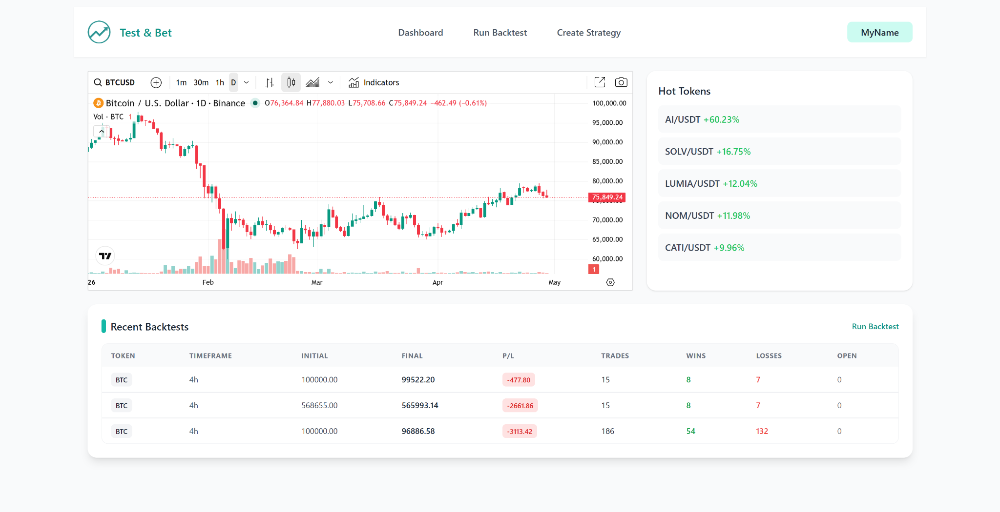 Test & Bet
Dashboard
Run Backtest
Create Strategy
MyName
BTCUSD
1m 30m 1h D
Indicators
Bitcoin / U.S. Dollar · 1D · Binance O76,364.84 H77,880.03 L75,708.66 C75,849.24 −462.49 (−0.61%)
Vol · BTC 1
100,000.00
95,000.00
90,000.00
85,000.00
80,000.00
75,849.24
70,000.00
65,000.00
60,000.00
1
26 Feb Mar Apr May
Hot Tokens
AI/USDT +60.23%
SOLV/USDT +16.75%
LUMIA/USDT +12.04%
NOM/USDT +11.98%
CATI/USDT +9.96%
Recent Backtests
Run Backtest
TOKEN TIMEFRAME INITIAL FINAL P/L TRADES WINS LOSSES OPEN
BTC 4h 100000.00 99522.20 -477.80 15 8 7 0
BTC 4h 568655.00 565993.14 -2661.86 15 8 7 0
BTC 4h 100000.00 96886.58 -3113.42 186 54 132 0